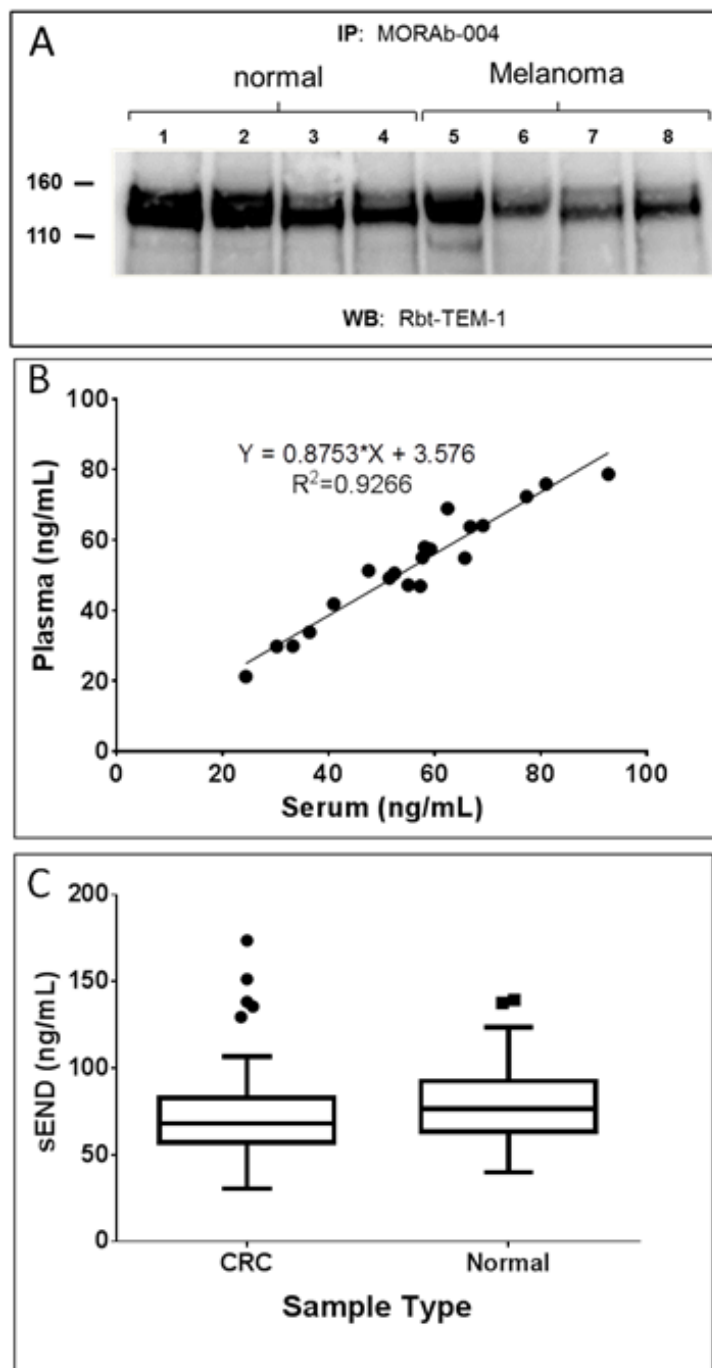 A
IP: MORAb-004
normal Melanoma
1 2 3 4 5 6 7 8
160
110
WB: Rbt-TEM-1
B
100
Y = 0.8753*X + 3.576
R²=0.9266
80
60
40
20
0
Plasma (ng/mL)
0 20 40 60 80 100
Serum (ng/mL)
C
200
150
100
50
0
sEND (ng/mL)
CRC Normal
Sample Type